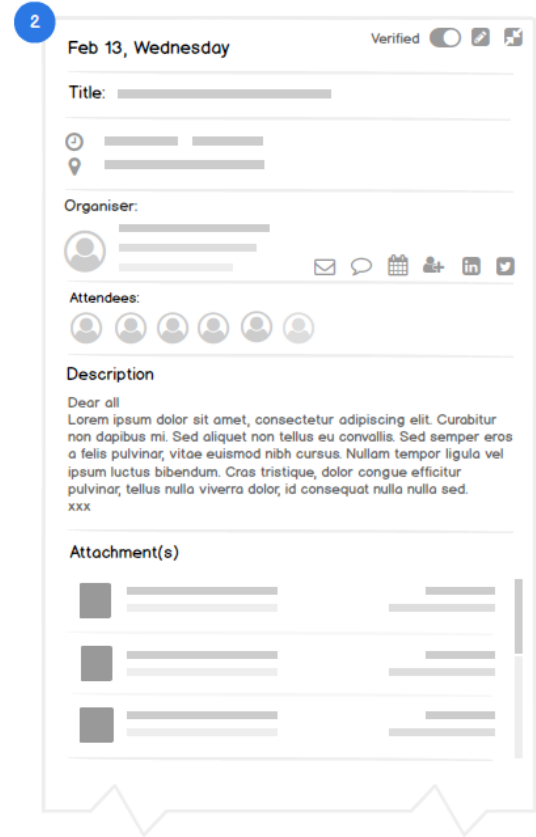 2
Feb 13, Wednesday
Verified
Title:
Organiser:
in
Attendees:
Description
Dear all
Lorem ipsum dolor sit amet, consectetur adipiscing elit. Curabitur
non dapibus mi. Sed aliquet non tellus eu convallis. Sed semper eros
a felis pulvinar, vitae euismod nibh cursus. Nullam tempor ligula vel
ipsum luctus bibendum. Cras tristique, dolor congue efficitur
pulvinar, tellus nulla viverra dolor, id consequat nulla nulla sed.
xxx
Attachment(s)